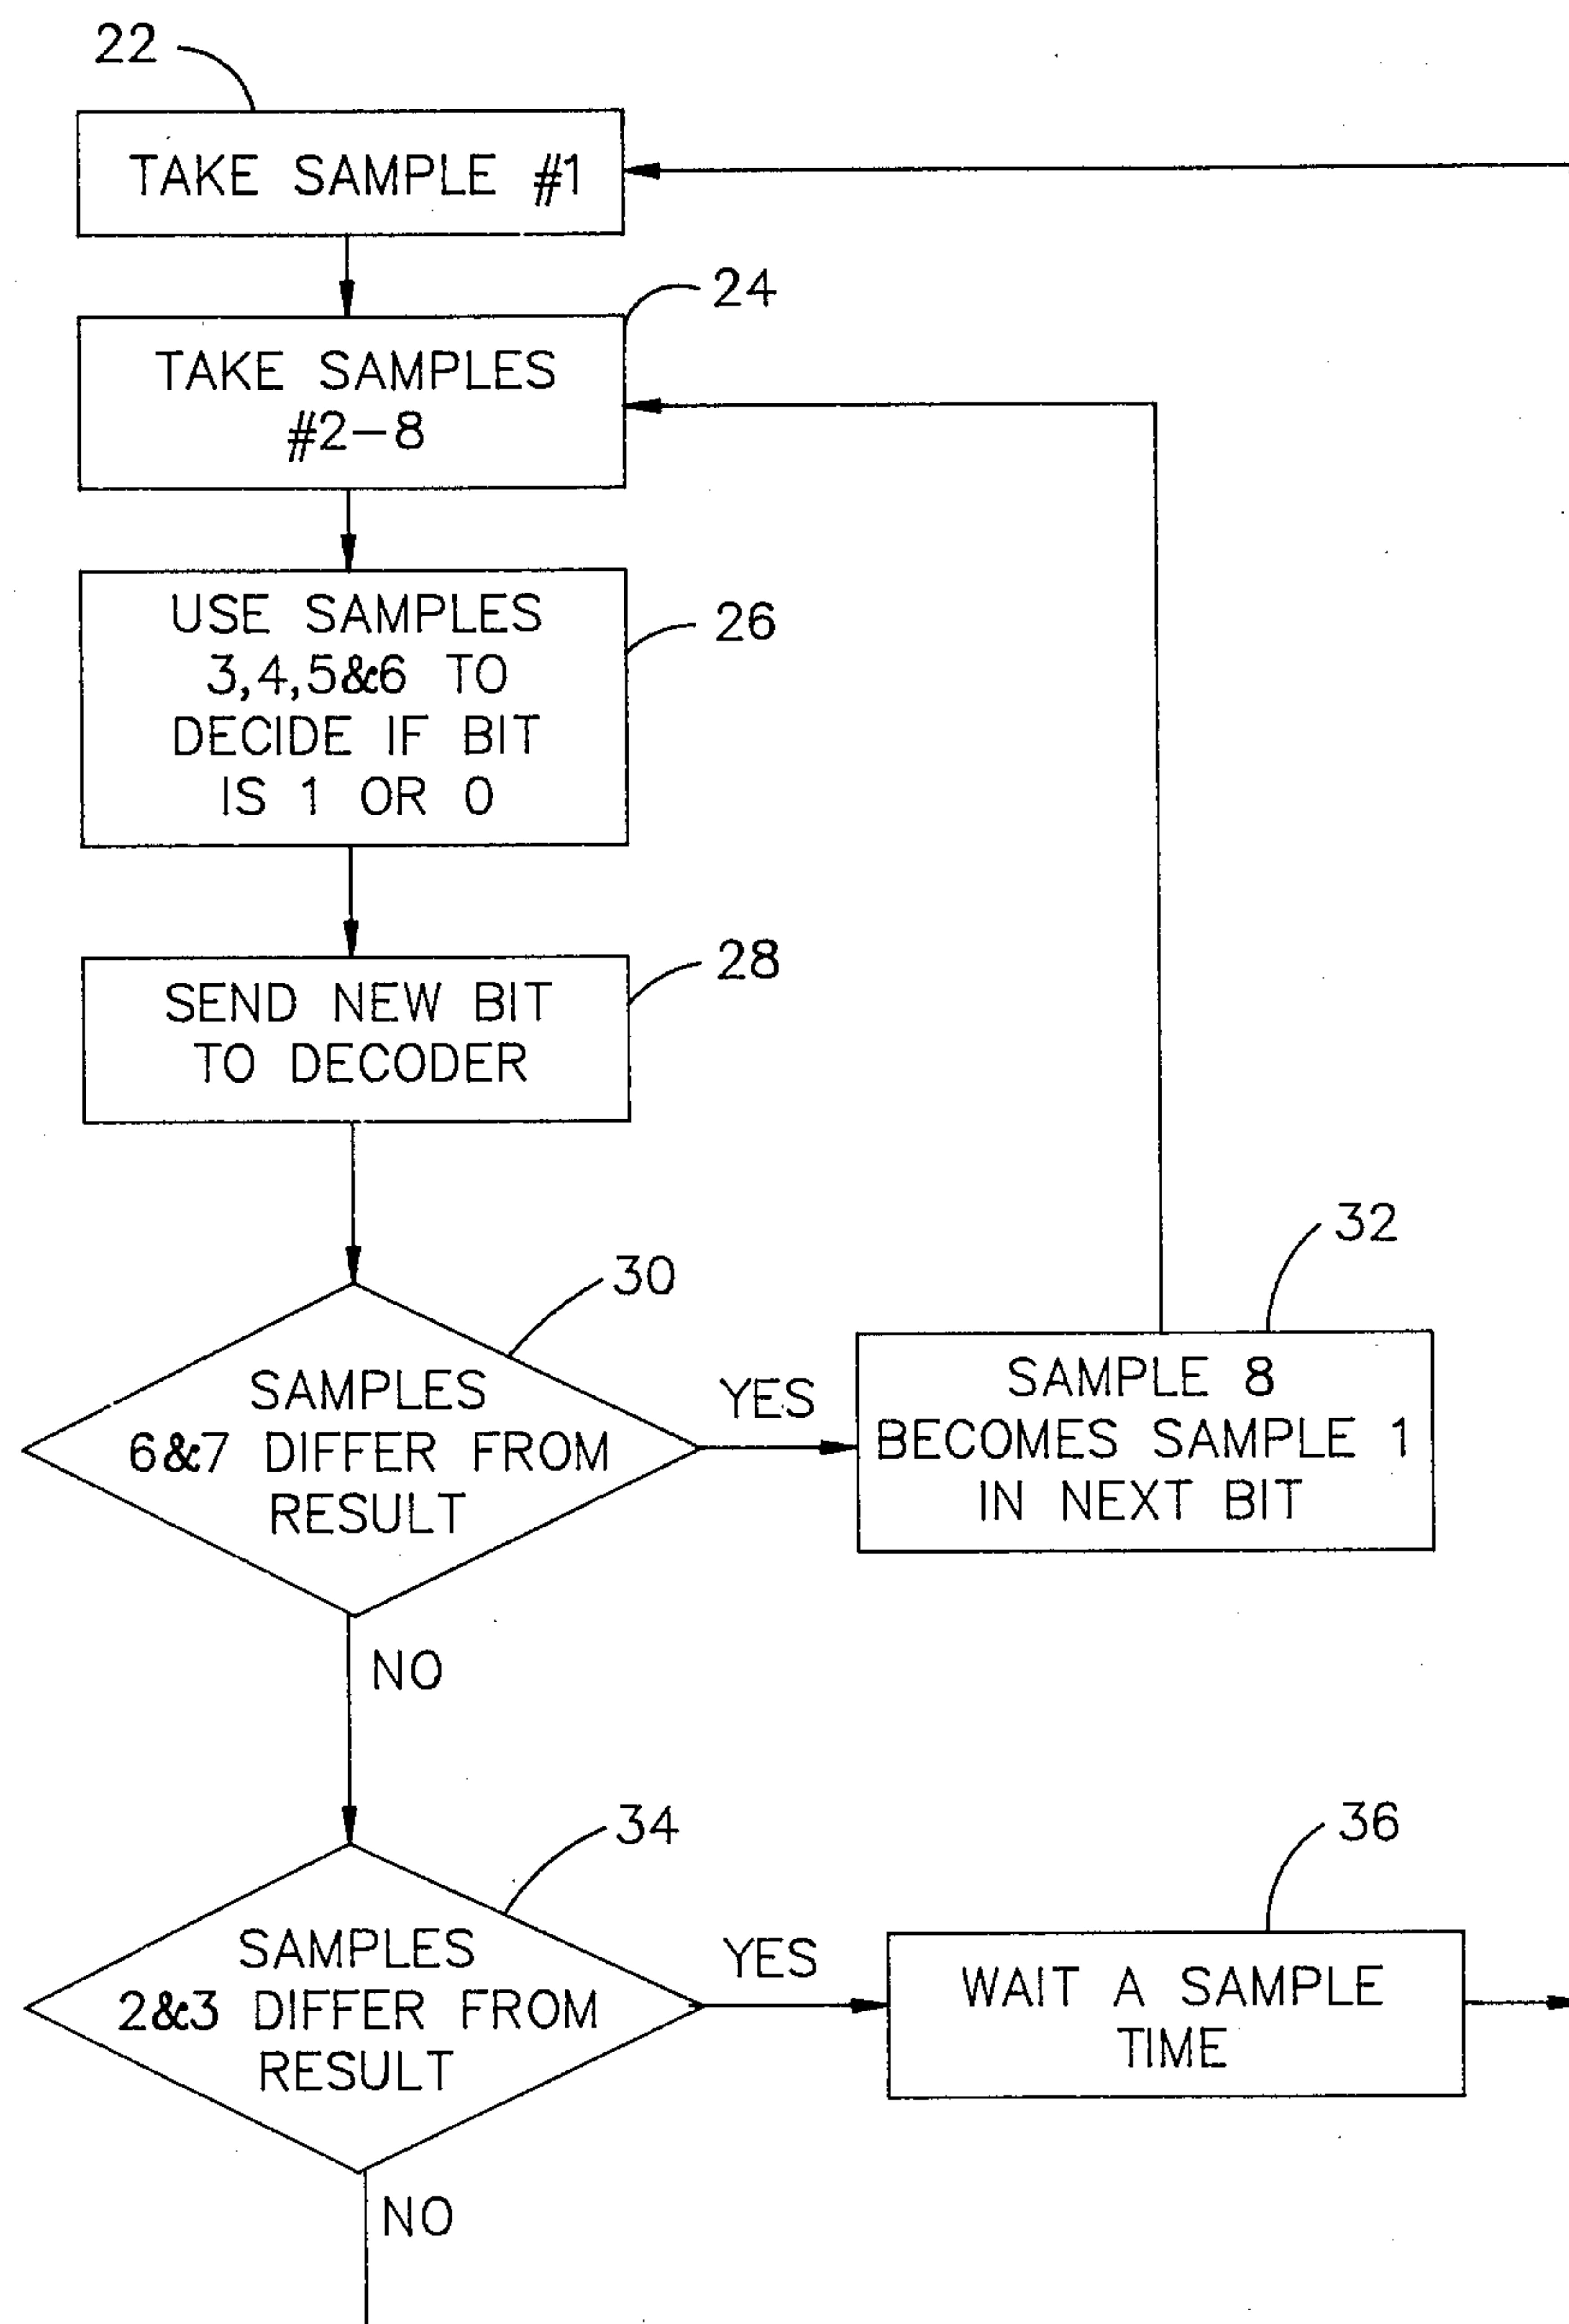 22
TAKE SAMPLE #1
24
TAKE SAMPLES
#2-8
USE SAMPLES
3,4,5&6 TO
DECIDE IF BIT
IS 1 OR 0
26
SEND NEW BIT
TO DECODER
28
30
SAMPLES
6&7 DIFFER FROM
RESULT
YES
32
SAMPLE 8
BECOMES SAMPLE 1
IN NEXT BIT
NO
34
SAMPLES
2&3 DIFFER FROM
RESULT
YES
36
WAIT A SAMPLE
TIME
NO